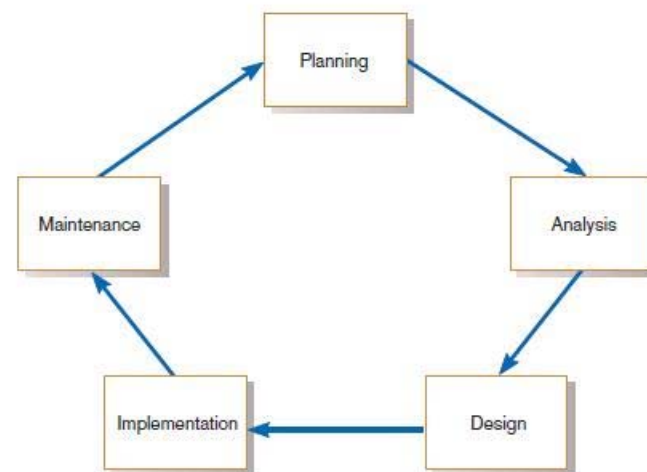 Planning
Analysis
Design
Implementation
Maintenance